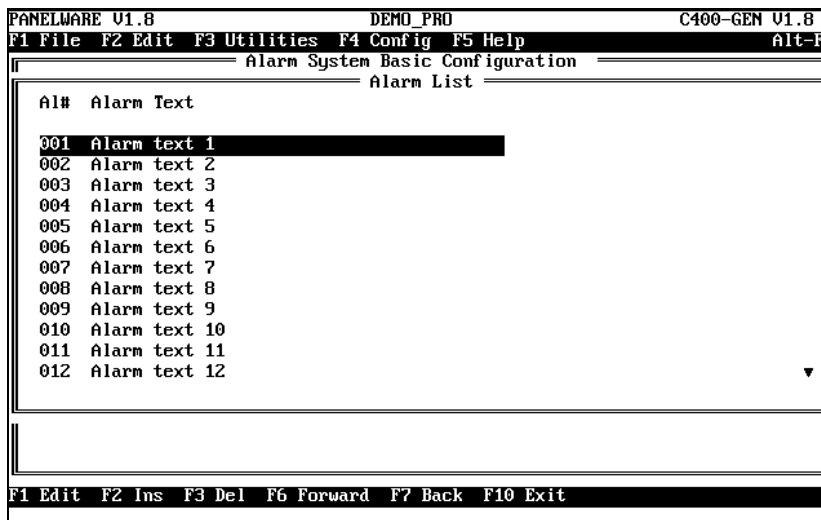 PANELWARE V1.8 DEMO_PRO C400-GEN V1.8
F1 File F2 Edit F3 Utilities F4 Config F5 Help Alt-F
Alarm System Basic Configuration
Alarm List
Al# Alarm Text
001 Alarm text 1
002 Alarm text 2
003 Alarm text 3
004 Alarm text 4
005 Alarm text 5
006 Alarm text 6
007 Alarm text 7
008 Alarm text 8
009 Alarm text 9
010 Alarm text 10
011 Alarm text 11
012 Alarm text 12
F1 Edit F2 Ins F3 Del F6 Forward F7 Back F10 Exit